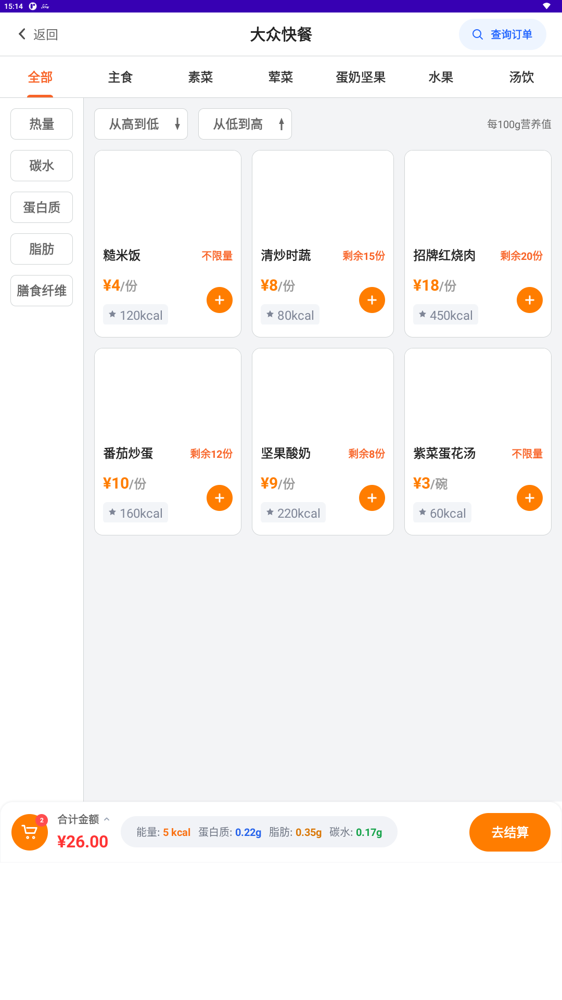 15:14
返回
大众快餐
查询订单
全部 主食 素菜 荤菜 蛋奶坚果 水果 汤饮
热量
碳水
蛋白质
脂肪
膳食纤维
从高到低
从低到高
每100g营养值
糙米饭 不限量
¥4/份
120kcal
清炒时蔬 剩余15份
¥8/份
80kcal
招牌红烧肉 剩余20份
¥18/份
450kcal
番茄炒蛋 剩余12份
¥10/份
160kcal
坚果酸奶 剩余8份
¥9/份
220kcal
紫菜蛋花汤 不限量
¥3/碗
60kcal
2
合计金额
¥26.00
能量: 5 kcal 蛋白质: 0.22g 脂肪: 0.35g 碳水: 0.17g
去结算